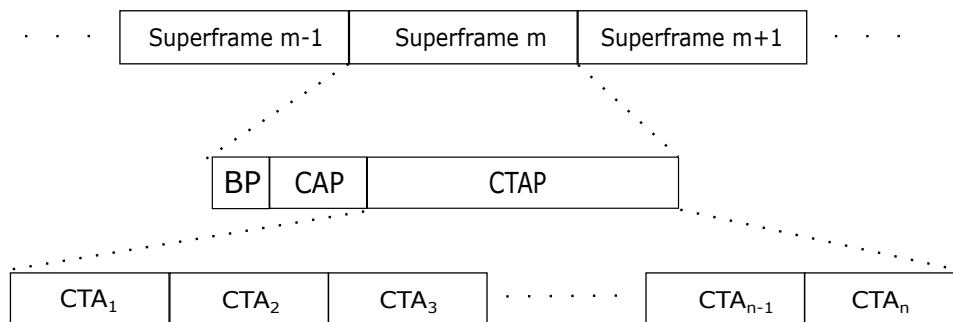 Superframe m-1 Superframe m Superframe m+1
BP CAP CTAP
CTA₁ CTA₂ CTA₃ CTAₙ₋₁ CTAₙ